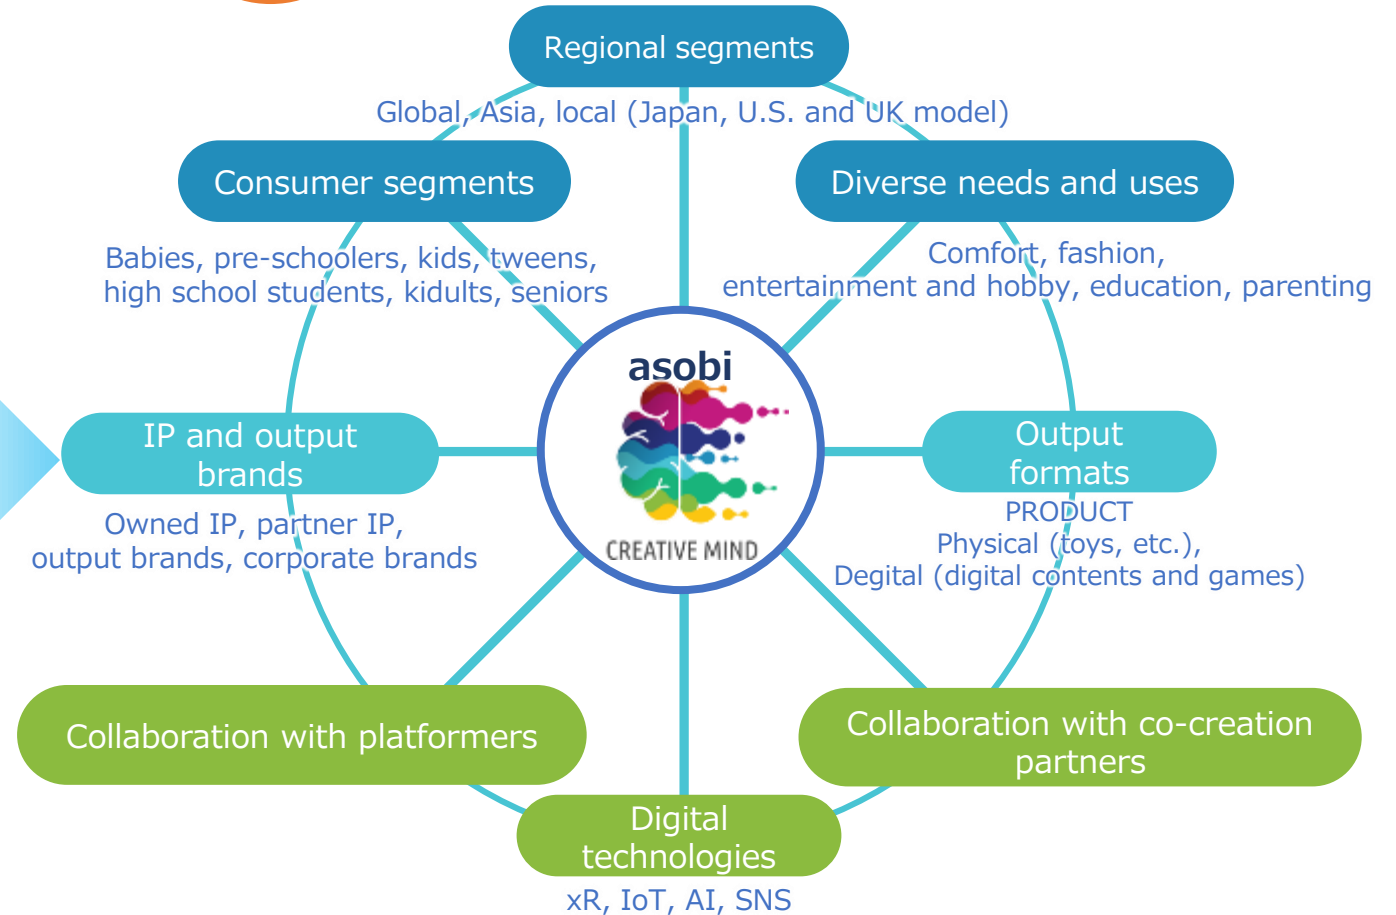 Regional segments
Global, Asia, local (Japan, U.S. and UK model)
Consumer segments
Babies, pre-schoolers, kids, tweens,
high school students, kidults, seniors
Diverse needs and uses
Comfort, fashion,
entertainment and hobby, education, parenting
asobi
CREATIVE MIND
IP and output
brands
Owned IP, partner IP,
output brands, corporate brands
Output
formats
PRODUCT
Physical (toys, etc.),
Degital (digital contents and games)
Collaboration with platformers
Collaboration with co-creation
partners
Digital
technologies
xR, IoT, AI, SNS